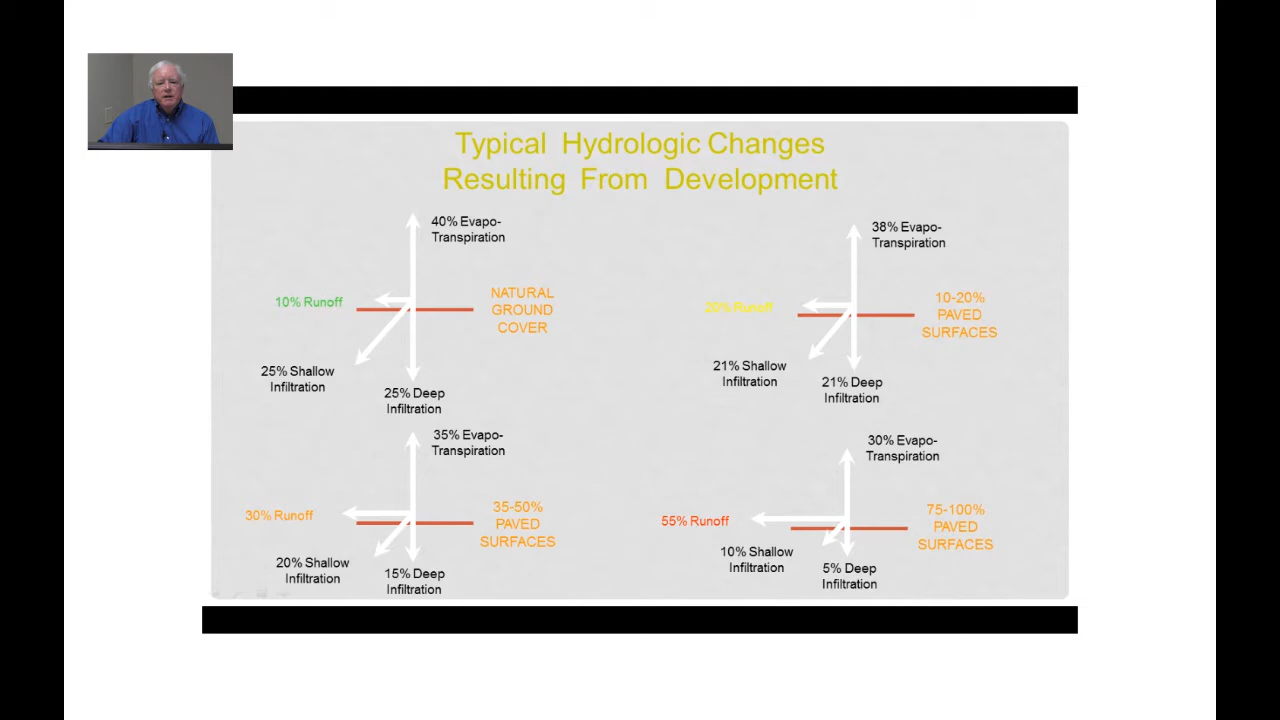 Typical Hydrologic Changes
Resulting From Development
40% Evapo-
Transpiration
10% Runoff
NATURAL
GROUND
COVER
25% Shallow
Infiltration
25% Deep
Infiltration
38% Evapo-
Transpiration
20% Runoff
10-20%
PAVED
SURFACES
21% Shallow
Infiltration
21% Deep
Infiltration
35% Evapo-
Transpiration
30% Runoff
35-50%
PAVED
SURFACES
20% Shallow
Infiltration
15% Deep
Infiltration
30% Evapo-
Transpiration
55% Runoff
75-100%
PAVED
SURFACES
10% Shallow
Infiltration
5% Deep
Infiltration